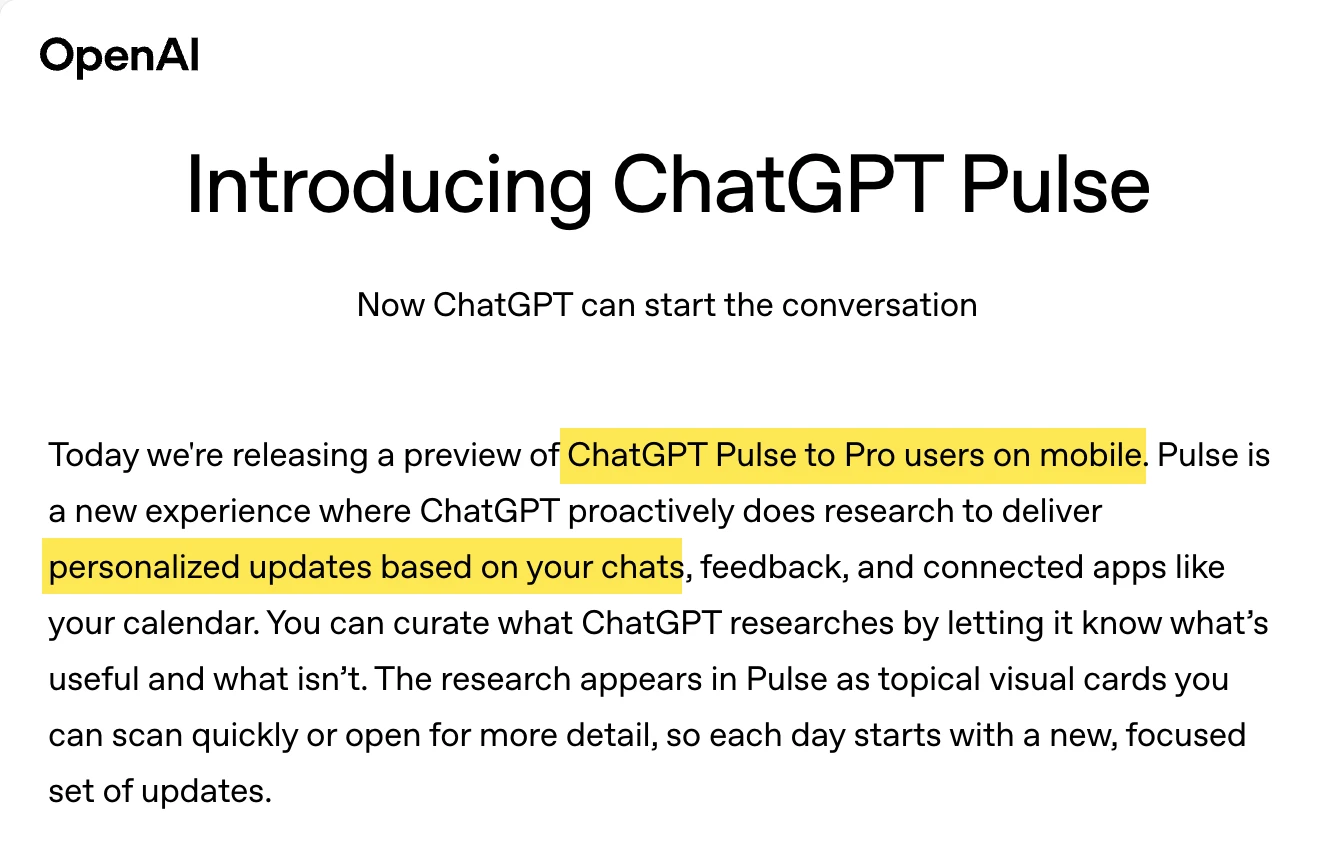 OpenAI
Introducing ChatGPT Pulse
Now ChatGPT can start the conversation
Today we're releasing a preview of ChatGPT Pulse to Pro users on mobile. Pulse is
a new experience where ChatGPT proactively does research to deliver
personalized updates based on your chats, feedback, and connected apps like
your calendar. You can curate what ChatGPT researches by letting it know what’s
useful and what isn’t. The research appears in Pulse as topical visual cards you
can scan quickly or open for more detail, so each day starts with a new, focused
set of updates.